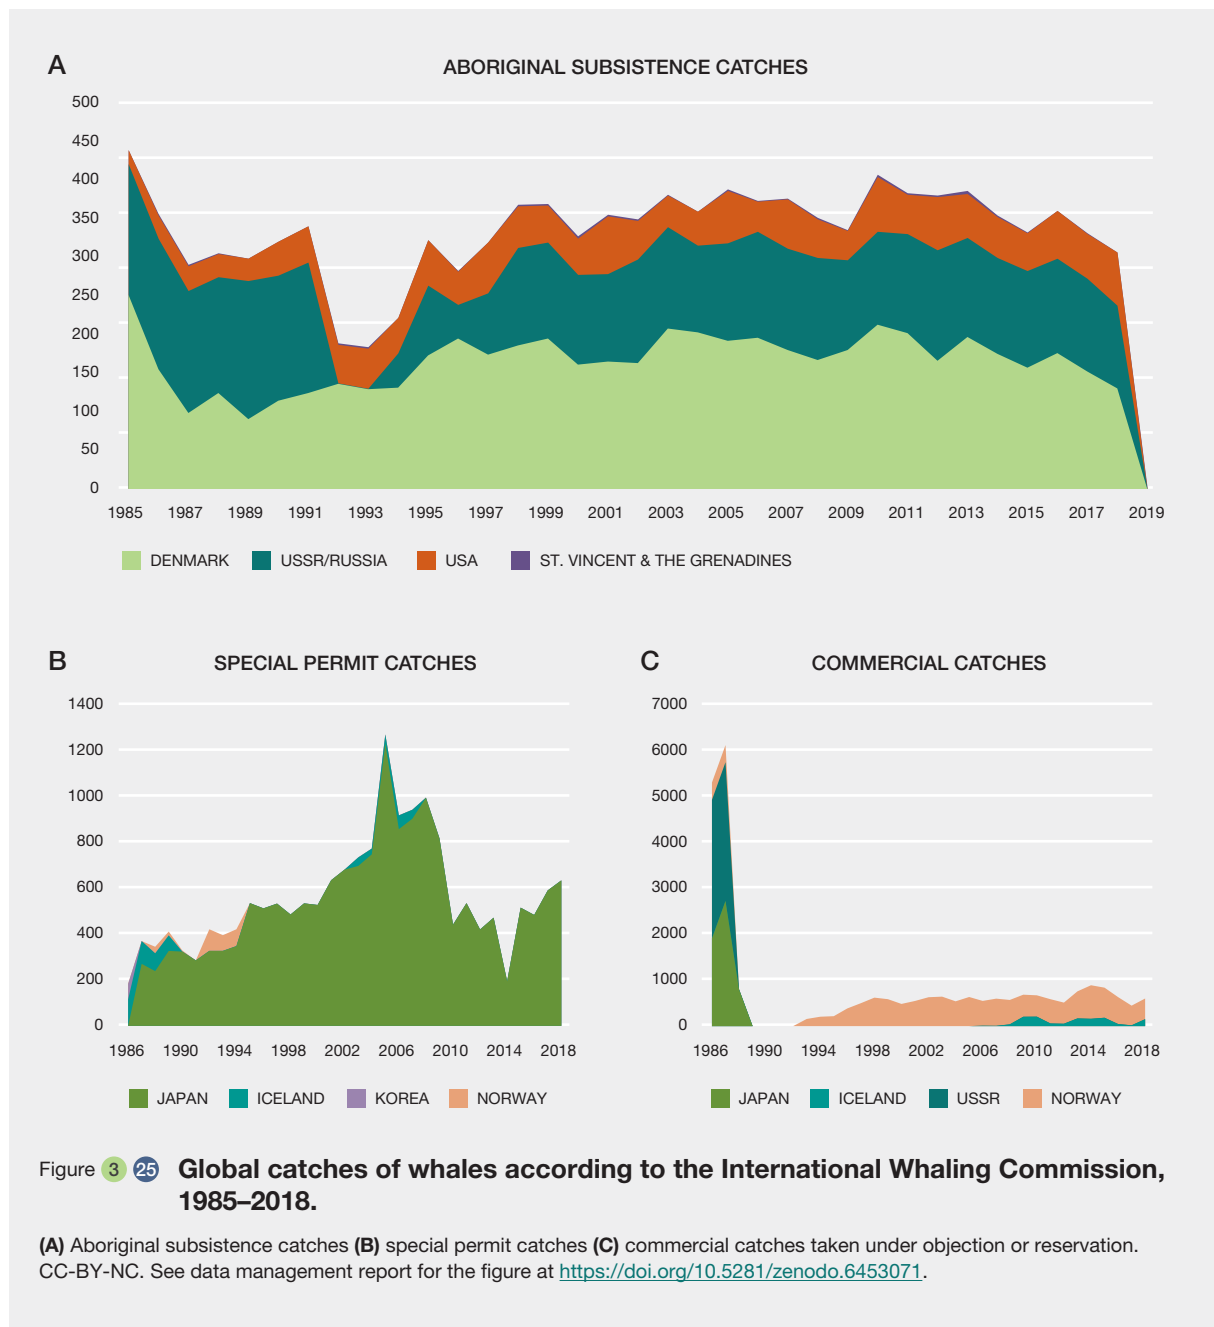 A
ABORIGINAL SUBSISTENCE CATCHES
500
450
400
350
300
250
200
150
100
50
0
1985 1987 1989 1991 1993 1995 1997 1999 2001 2003 2005 2007 2009 2011 2013 2015 2017 2019
DENMARK USSR/RUSSIA USA ST. VINCENT & THE GRENADINES
B
SPECIAL PERMIT CATCHES
1400
1200
1000
800
600
400
200
0
1986 1990 1994 1998 2002 2006 2010 2014 2018
JAPAN ICELAND KOREA NORWAY
C
COMMERCIAL CATCHES
7000
6000
5000
4000
3000
2000
1000
0
1986 1990 1994 1998 2002 2006 2010 2014 2018
JAPAN ICELAND USSR NORWAY
Figure 3 25 Global catches of whales according to the International Whaling Commission,
1985–2018.
(A) Aboriginal subsistence catches (B) special permit catches (C) commercial catches taken under objection or reservation.
CC-BY-NC. See data management report for the figure at https://doi.org/10.5281/zenodo.6453071.